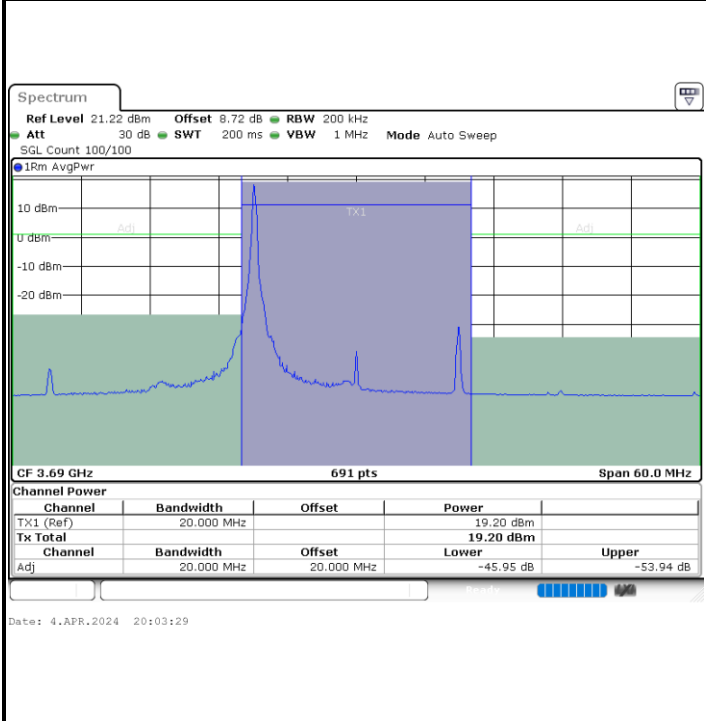 Spectrum
Ref Level 21.22 dBm Offset 8.72 dB RBW 200 kHz
Att 30 dB SWT 200 ms VBW 1 MHz Mode Auto Sweep
SGL Count 100/100
1Rm AvgPwr
TX1
10 dBm
Adj Adj
0 dBm
-10 dBm
-20 dBm
CF 3.69 GHz 691 pts Span 60.0 MHz
Channel Power
Channel Bandwidth Offset Power
TX1 (Ref) 20.000 MHz 19.20 dBm
Tx Total 19.20 dBm
Channel Bandwidth Offset Lower Upper
Adj 20.000 MHz 20.000 MHz -45.95 dB -53.94 dB
Ready
Date: 4.APR.2024 20:03:29